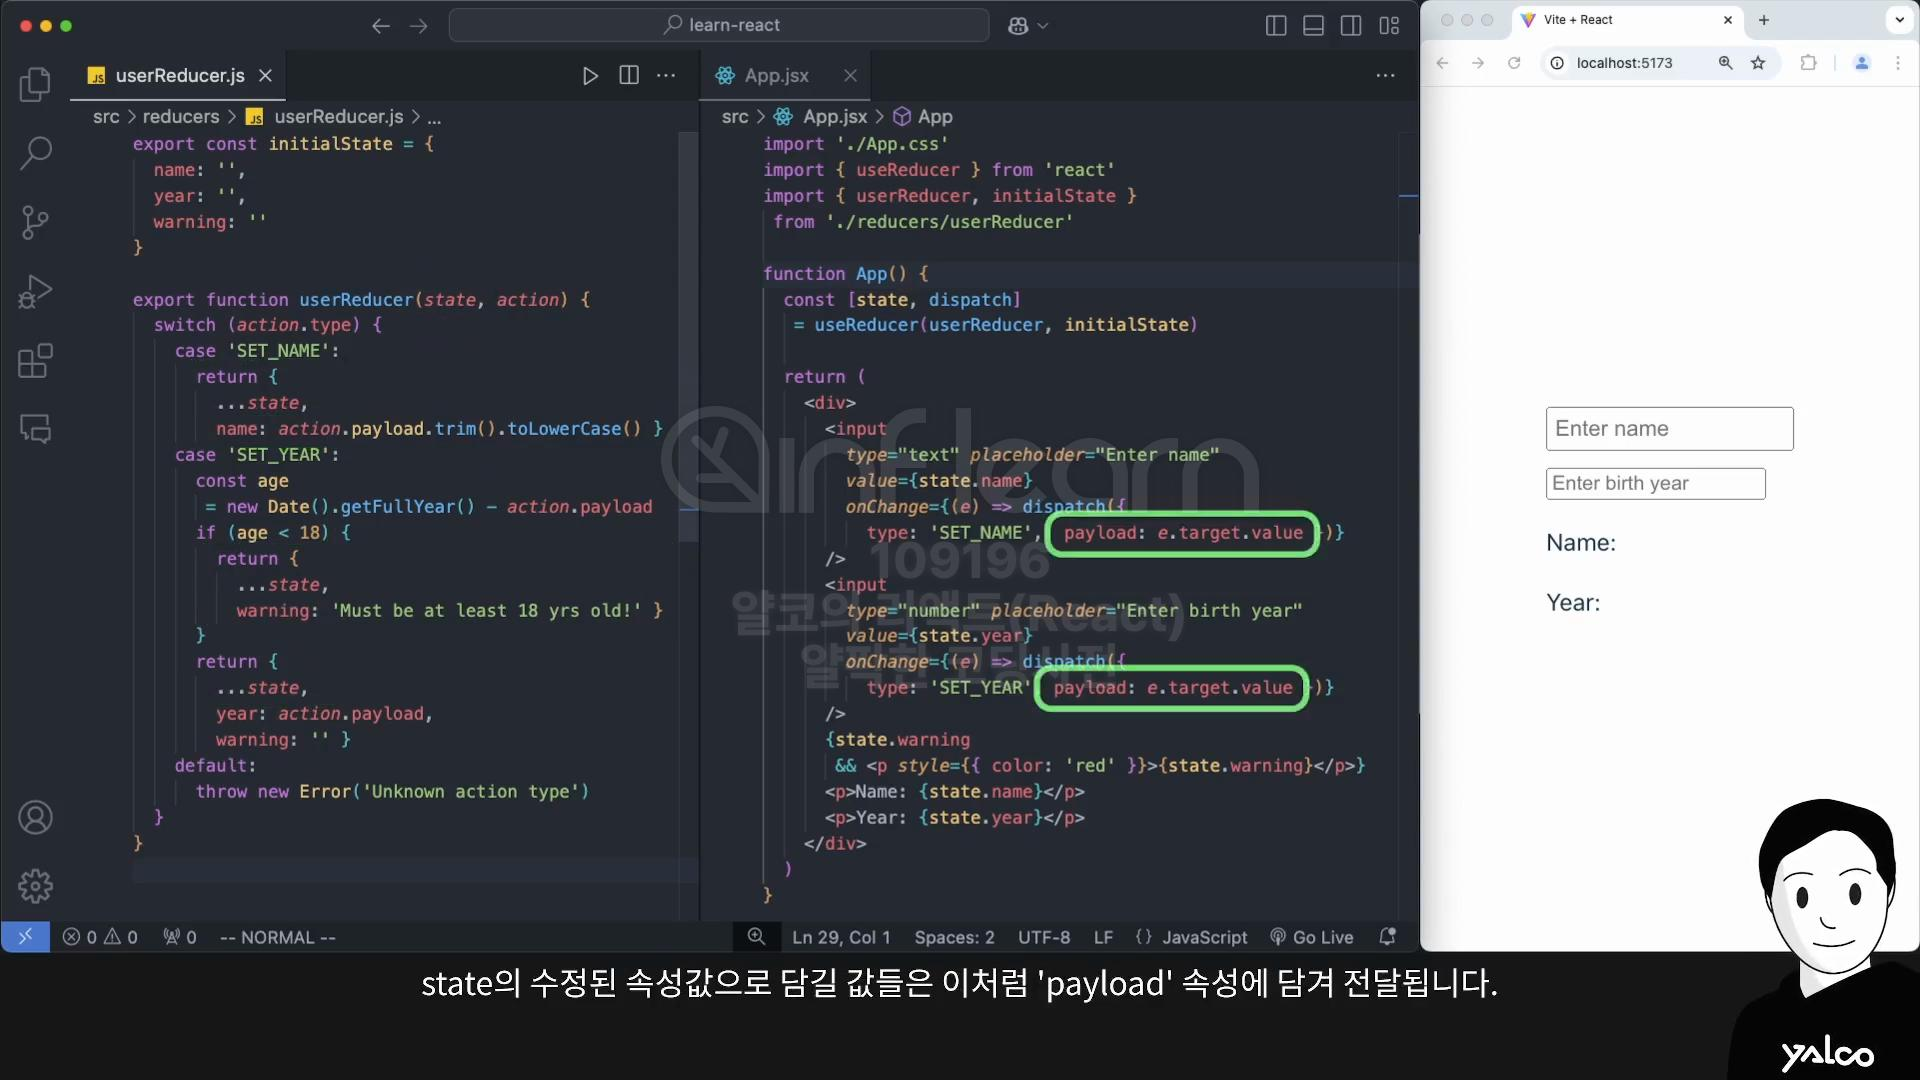 learn-react
userReducer.js
src > reducers > userReducer.js > ...
export const initialState = {
name: '',
year: '',
warning: ''
}
export function userReducer(state, action) {
switch (action.type) {
case 'SET_NAME':
return {
...state,
name: action.payload.trim().toLowerCase() }
case 'SET_YEAR':
const age
= new Date().getFullYear() - action.payload
if (age < 18) {
return {
...state,
warning: 'Must be at least 18 yrs old!' }
}
return {
...state,
year: action.payload,
warning: '' }
default:
throw new Error('Unknown action type')
}
}
App.jsx
src > App.jsx > App
import './App.css'
import { useReducer } from 'react'
import { userReducer, initialState }
from './reducers/userReducer'
function App() {
const [state, dispatch]
= useReducer(userReducer, initialState)
return (
<div>
<input
type="text" placeholder="Enter name"
value={state.name}
onChange={(e) => dispatch({
type: 'SET_NAME', payload: e.target.value })}
/>
<input
type="number" placeholder="Enter birth year"
value={state.year}
onChange={(e) => dispatch({
type: 'SET_YEAR' payload: e.target.value })}
/>
{state.warning
&& <p style={{ color: 'red' }}>{state.warning}</p>}
<p>Name: {state.name}</p>
<p>Year: {state.year}</p>
</div>
)
}
inflearn
109196
얄코의 리액트(React)
얄팍한 코딩사전
0 0 0 -- NORMAL --
Ln 29, Col 1 Spaces: 2 UTF-8 LF {} JavaScript Go Live
Vite + React
localhost:5173
Enter name
Enter birth year
Name:
Year:
state의 수정된 속성값으로 담길 값들은 이처럼 'payload' 속성에 담겨 전달됩니다.
yalco